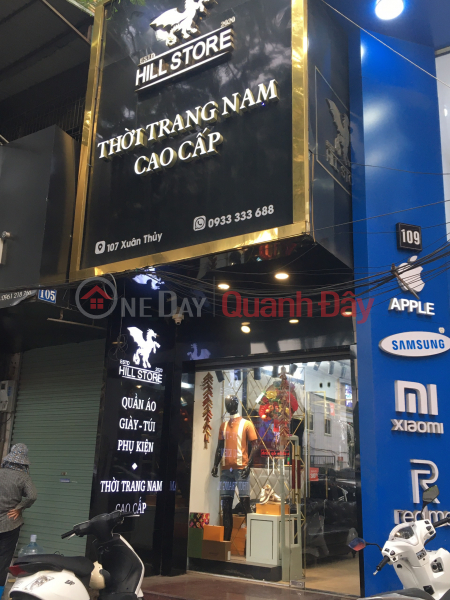 ESTD 2020
HILL STORE
THỜI TRANG NAM
CAO CẤP
107 Xuân Thủy
0933 333 688
109
APPLE
SAMSUNG
mi
xiaomi
R
realme
105
ONEDAY Quanh Đây
ESTD
HILL STORE
QUẦN ÁO
GIÀY - TÚI
PHỤ KIỆN
THỜI TRANG NAM
CAO CẤP